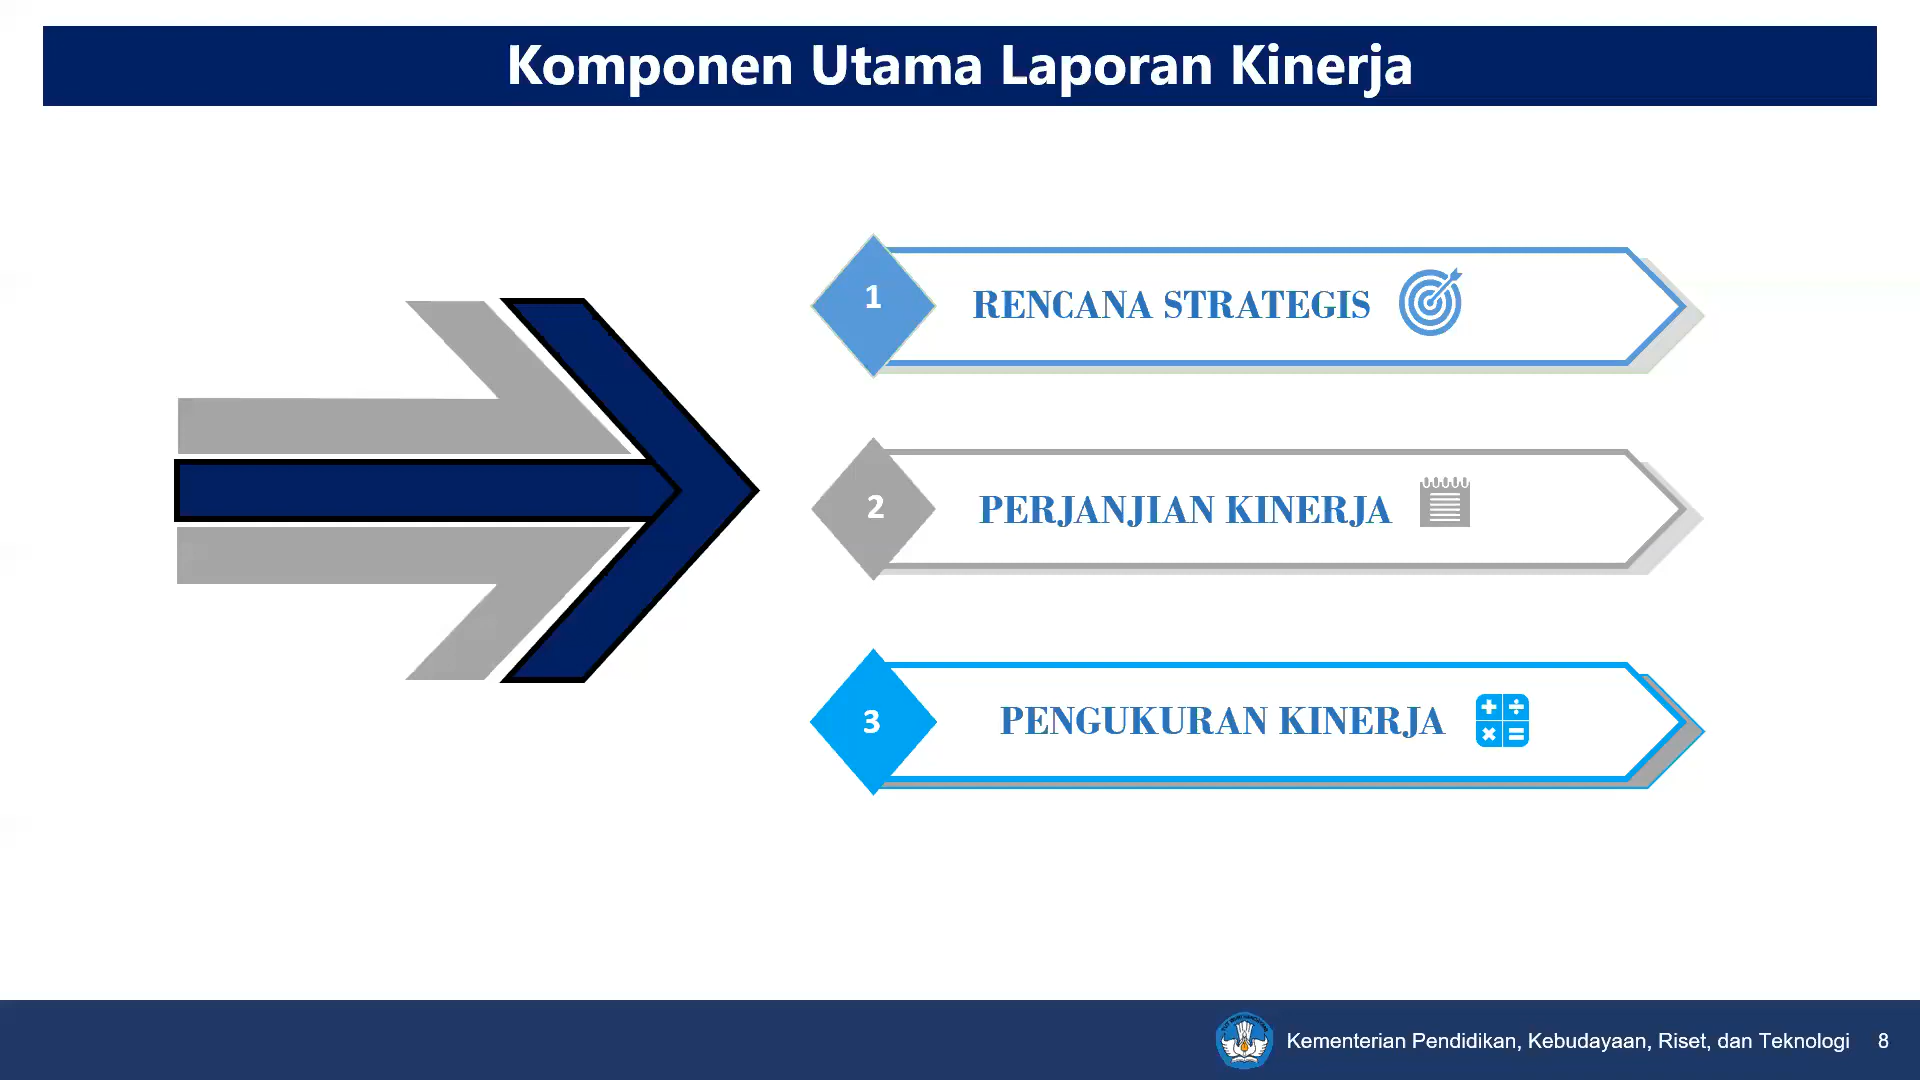 Komponen Utama Laporan Kinerja
1
RENCANA STRATEGIS
2
PERJANJIAN KINERJA
3
PENGUKURAN KINERJA
Kementerian Pendidikan, Kebudayaan, Riset, dan Teknologi 8